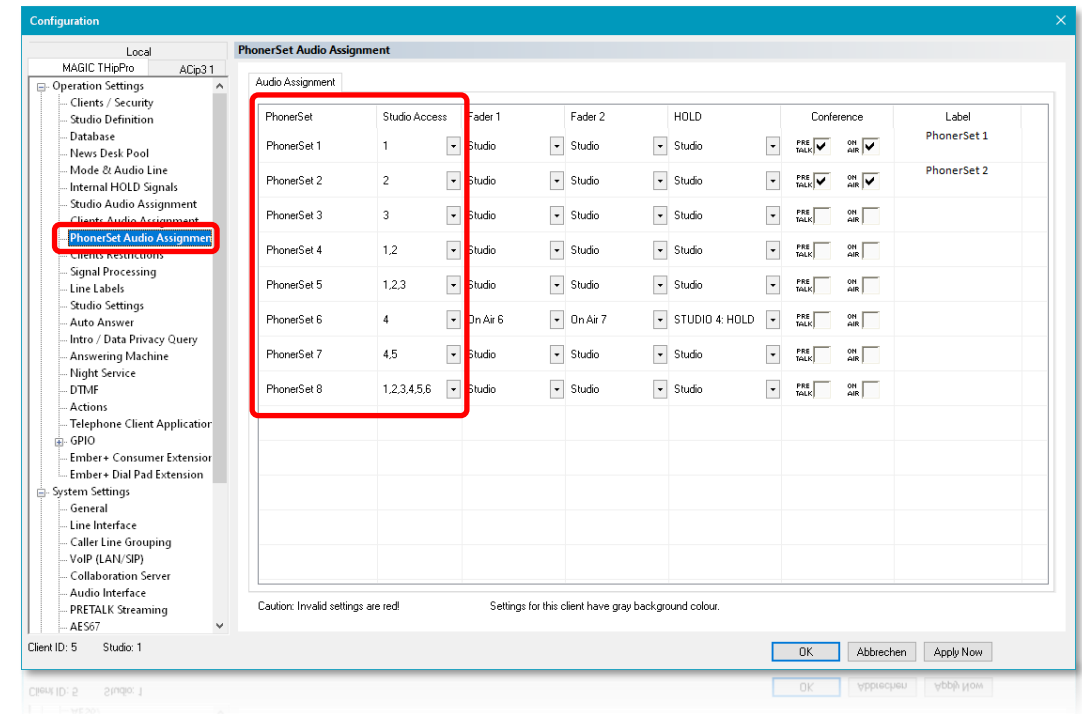 Configuration
Local
MAGIC THipPro ACip3 1
Operation Settings
Clients / Security
Studio Definition
Database
News Desk Pool
Mode & Audio Line
Internal HOLD Signals
Studio Audio Assignment
Clients Audio Assignment
PhonerSet Audio Assignmen
Clients Restrictions
Signal Processing
Line Labels
Studio Settings
Auto Answer
Intro / Data Privacy Query
Answering Machine
Night Service
DTMF
Actions
Telephone Client Application
GPIO
Ember+ Consumer Extension
Ember+ Dial Pad Extension
System Settings
General
Line Interface
Caller Line Grouping
VoIP (LAN/SIP)
Collaboration Server
Audio Interface
PRETALK Streaming
AES67
PhonerSet Audio Assignment
Audio Assignment
PhonerSet Studio Access Fader 1 Fader 2 HOLD Conference Label
PhonerSet 1 1 Studio Studio Studio PRE TALK ON AIR PhonerSet 1
PhonerSet 2 2 Studio Studio Studio PRE TALK ON AIR PhonerSet 2
PhonerSet 3 3 Studio Studio Studio PRE TALK ON AIR
PhonerSet 4 1,2 Studio Studio Studio PRE TALK ON AIR
PhonerSet 5 1,2,3 Studio Studio Studio PRE TALK ON AIR
PhonerSet 6 4 On Air 6 On Air 7 STUDIO 4: HOLD PRE TALK ON AIR
PhonerSet 7 4,5 Studio Studio Studio PRE TALK ON AIR
PhonerSet 8 1,2,3,4,5,6 Studio Studio Studio PRE TALK ON AIR
Caution: Invalid settings are red! Settings for this client have gray background colour.
Client ID: 5 Studio: 1
OK Abbrechen Apply Now